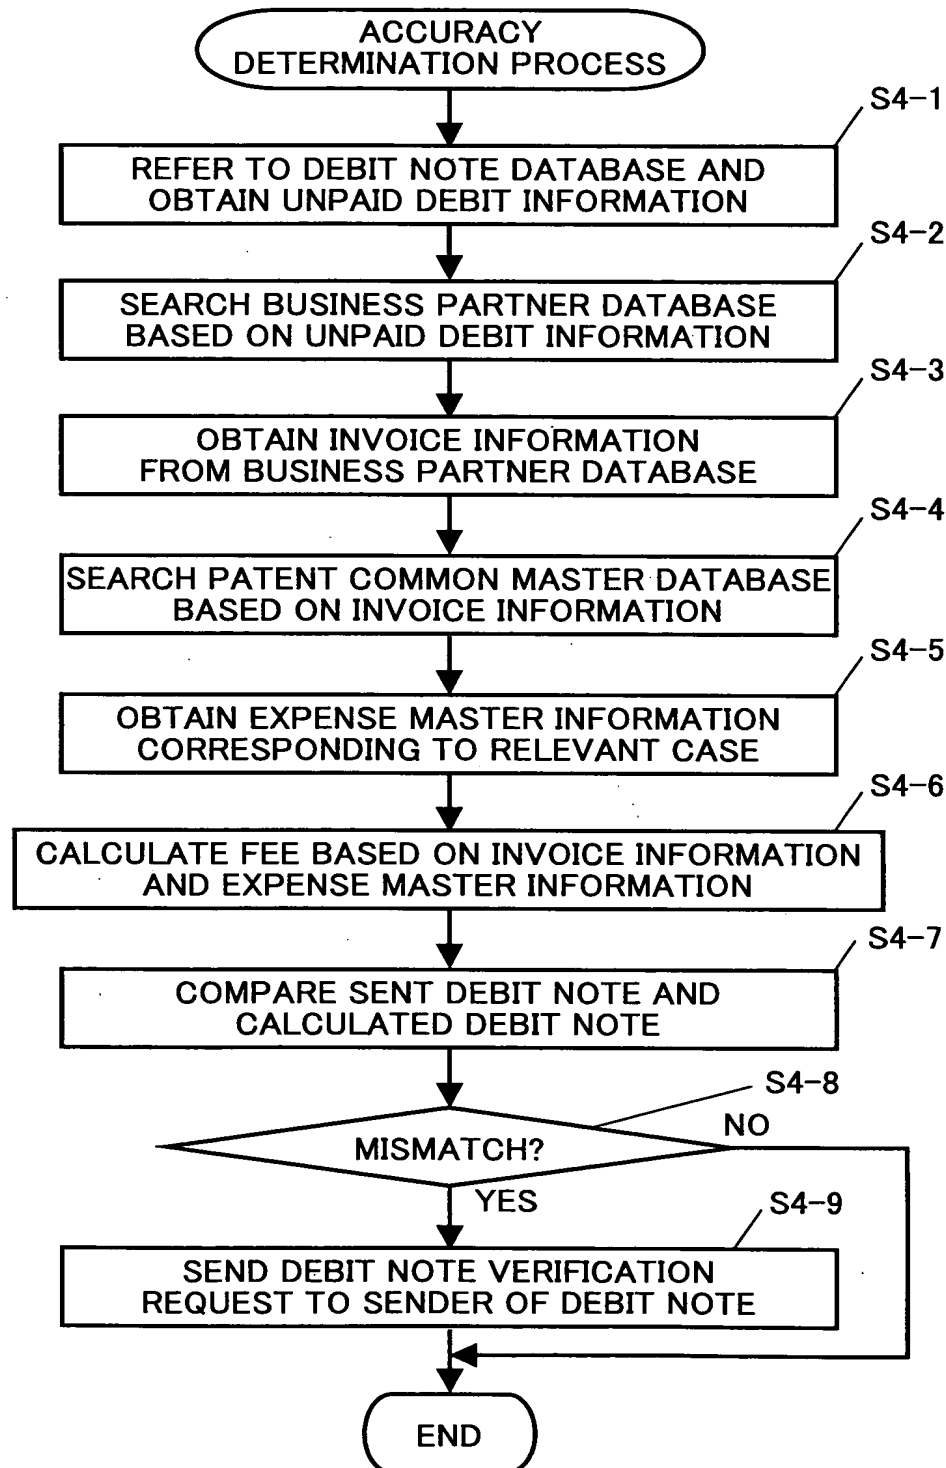 ACCURACY
DETERMINATION PROCESS
S4-1
REFER TO DEBIT NOTE DATABASE AND
OBTAIN UNPAID DEBIT INFORMATION
S4-2
SEARCH BUSINESS PARTNER DATABASE
BASED ON UNPAID DEBIT INFORMATION
S4-3
OBTAIN INVOICE INFORMATION
FROM BUSINESS PARTNER DATABASE
S4-4
SEARCH PATENT COMMON MASTER DATABASE
BASED ON INVOICE INFORMATION
S4-5
OBTAIN EXPENSE MASTER INFORMATION
CORRESPONDING TO RELEVANT CASE
S4-6
CALCULATE FEE BASED ON INVOICE INFORMATION
AND EXPENSE MASTER INFORMATION
S4-7
COMPARE SENT DEBIT NOTE AND
CALCULATED DEBIT NOTE
S4-8
NO
MISMATCH?
YES
S4-9
SEND DEBIT NOTE VERIFICATION
REQUEST TO SENDER OF DEBIT NOTE
END